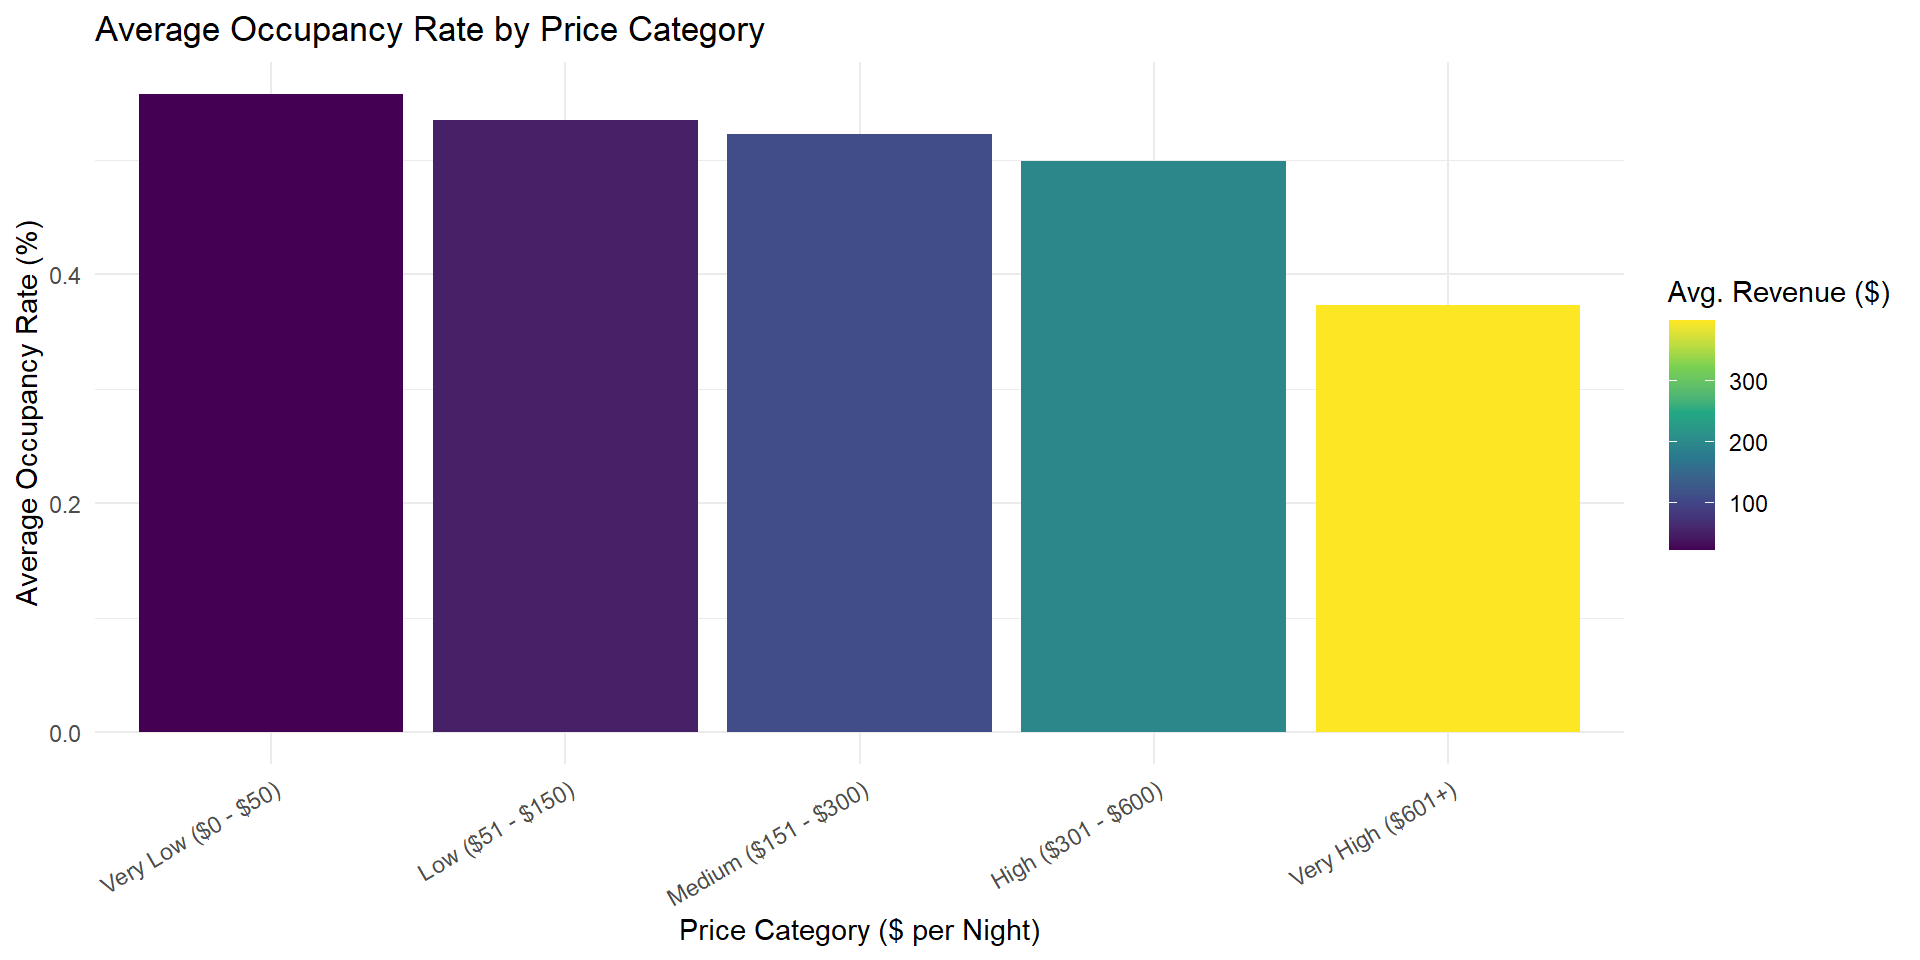 Average Occupancy Rate by Price Category
Average Occupancy Rate (%)
0.4
0.2
0.0
Very Low ($0 - $50)
Low ($51 - $150)
Medium ($151 - $300)
High ($301 - $600)
Very High ($601+)
Price Category ($ per Night)
Avg. Revenue ($)
300
200
100